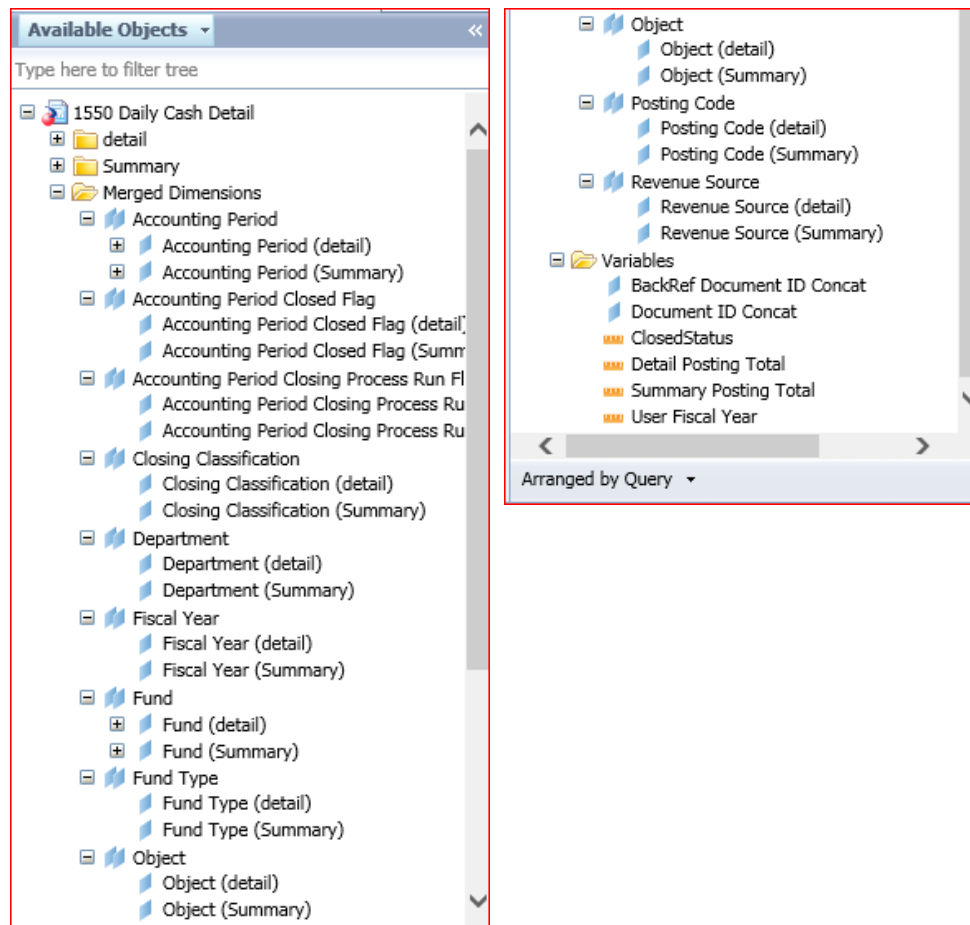 Available Objects
Type here to filter tree
1550 Daily Cash Detail
detail
Summary
Merged Dimensions
Accounting Period
Accounting Period (detail)
Accounting Period (Summary)
Accounting Period Closed Flag
Accounting Period Closed Flag (detail)
Accounting Period Closed Flag (Summ
Accounting Period Closing Process Run Fl
Accounting Period Closing Process Ru
Accounting Period Closing Process Ru
Closing Classification
Closing Classification (detail)
Closing Classification (Summary)
Department
Department (detail)
Department (Summary)
Fiscal Year
Fiscal Year (detail)
Fiscal Year (Summary)
Fund
Fund (detail)
Fund (Summary)
Fund Type
Fund Type (detail)
Fund Type (Summary)
Object
Object (detail)
Object (Summary)
Object
Object (detail)
Object (Summary)
Posting Code
Posting Code (detail)
Posting Code (Summary)
Revenue Source
Revenue Source (detail)
Revenue Source (Summary)
Variables
BackRef Document ID Concat
Document ID Concat
ClosedStatus
Detail Posting Total
Summary Posting Total
User Fiscal Year
Arranged by Query